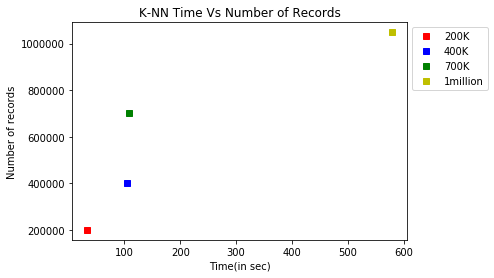 K-NN Time Vs Number of Records
Number of records
1000000
800000
600000
400000
200000
100
200
300
400
500
600
Time(in sec)
200K
400K
700K
1million